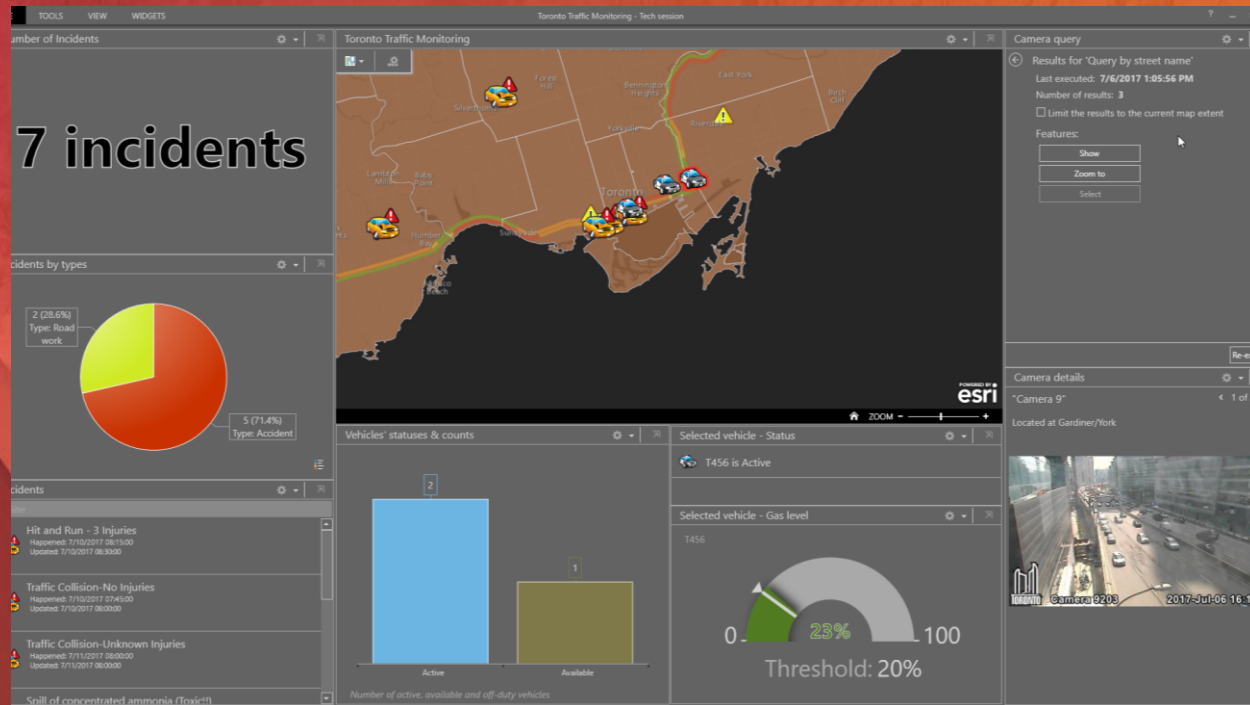 TOOLS VIEW WIDGETS
Toronto Traffic Monitoring - Tech session
?
umber of Incidents
7 incidents
cidents by types
2 (28.6%)
Type: Road
work
5 (71.4%)
Type: Accident
cidents
Hit and Run - 3 Injuries
Happened: 7/10/2017 08:15:00
Updated: 7/10/2017 08:30:00
Traffic Collision-No Injuries
Happened: 7/10/2017 07:45:00
Updated: 7/10/2017 08:00:00
Traffic Collision-Unknown Injuries
Happened: 7/11/2017 08:00:00
Updated: 7/11/2017 08:00:00
Spill of concentrated ammonia (Toxic!!)
Toronto Traffic Monitoring
Forest
Hill
Bennington
Heights
East York
Birch
Cliff
Silverthorn
Yorkville
Riverdale
Lambton
Mills
Baby
Point
Toronto
Humber
Bay
Beach
POWERED BY
esri
ZOOM - +
Vehicles' statuses & counts
2
1
Active
Available
Number of active, available and off-duty vehicles
Selected vehicle - Status
T456 is Active
Selected vehicle - Gas level
T456
0
23%
100
Threshold: 20%
Camera query
Results for 'Query by street name'
Last executed: 7/6/2017 1:05:56 PM
Number of results: 3
Limit the results to the current map extent
Features:
Show
Zoom to
Select
Re-e
Camera details
"Camera 9"
1 of
Located at Gardiner/York
TORONTO
Camera 9203
2017-Jul-06 16:1